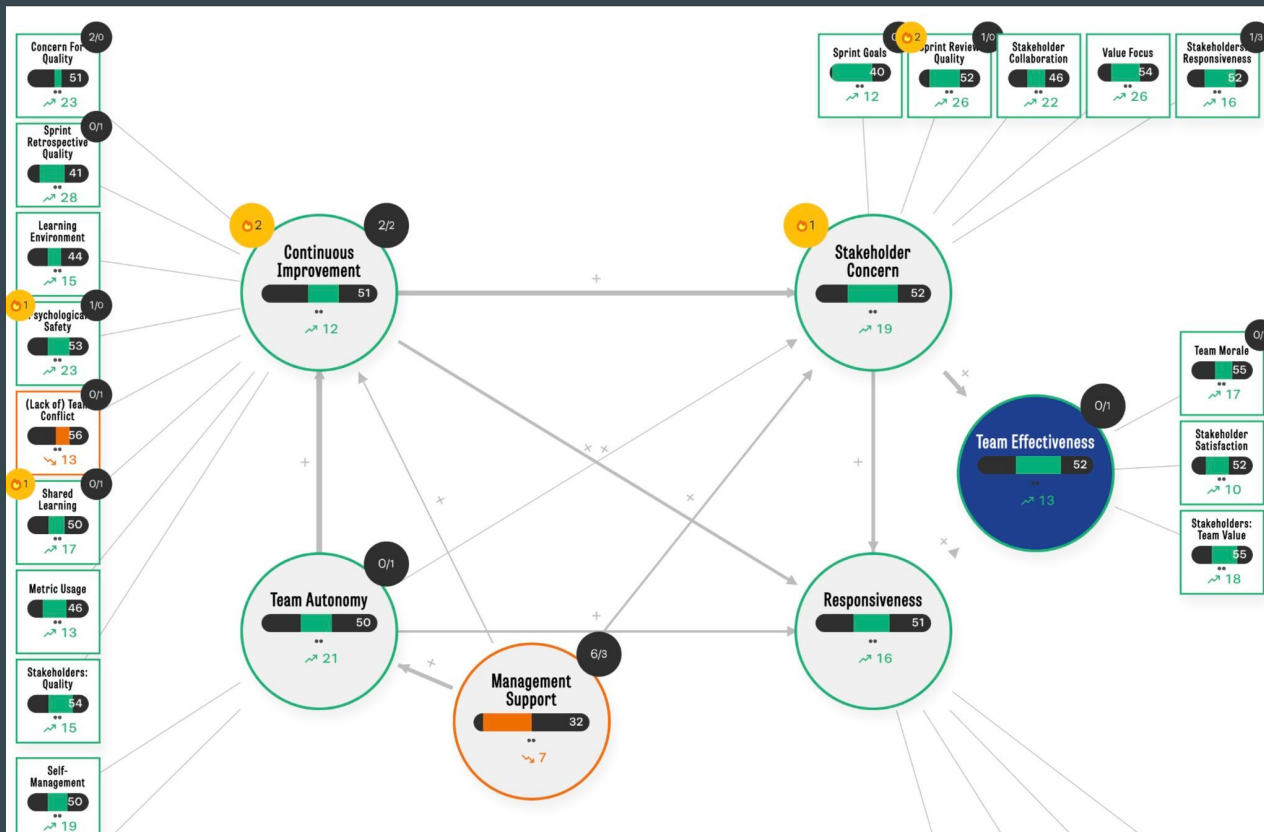 Concern For
Quality
2/0
51
23
Sprint
Retrospective
Quality
0/1
41
28
Learning
Environment
44
15
1
1/0
Psychological
Safety
53
23
0/1
(Lack of) Team
Conflict
56
13
1
0/1
Shared
Learning
50
17
Metric Usage
46
13
Stakeholders:
Quality
54
15
Self-
Management
50
19
2
2/2
Continuous
Improvement
51
12
0/1
Team Autonomy
50
21
6/3
Management
Support
32
7
Sprint Goals
40
12
2
1/0
Sprint Review
Quality
52
26
Stakeholder
Collaboration
46
22
Value Focus
54
26
1/3
Stakeholders:
Responsiveness
52
16
1
Stakeholder
Concern
52
19
Responsiveness
51
16
0/1
Team Effectiveness
52
13
Team Morale
55
17
Stakeholder
Satisfaction
52
10
Stakeholders:
Team Value
55
18